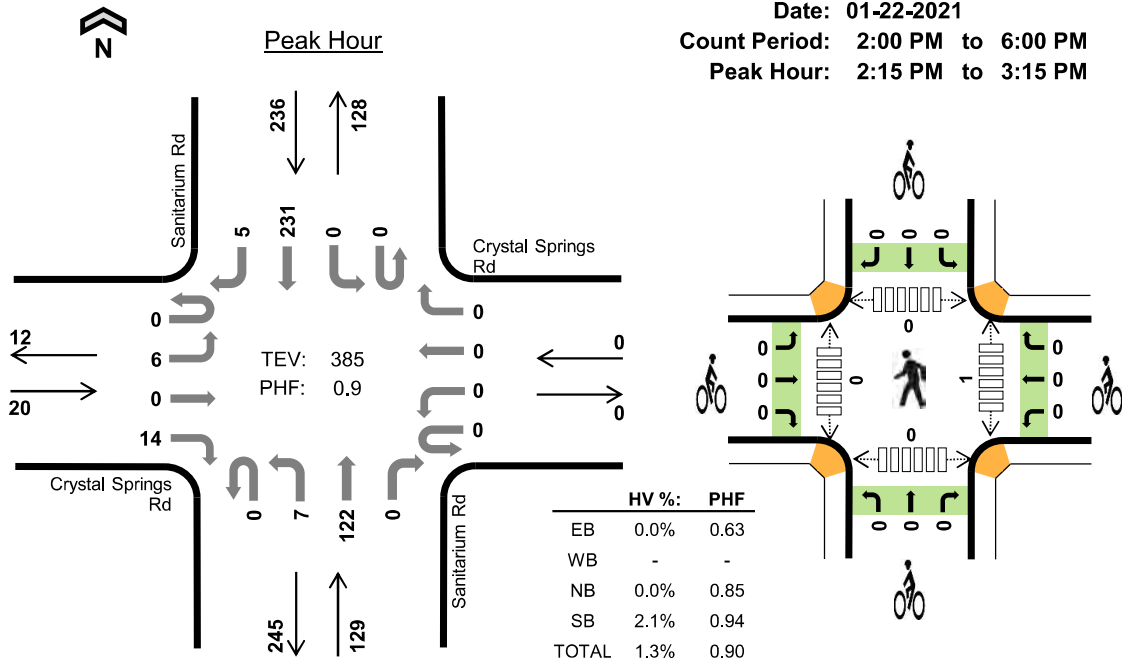 N
Peak Hour
Date: 01-22-2021
Count Period: 2:00 PM to 6:00 PM
Peak Hour: 2:15 PM to 3:15 PM
236
128
Sanitarium Rd
5
231
0
0
Crystal Springs
Rd
0
6
0
14
12
20
TEV: 385
PHF: 0.9
0
0
0
0
0
0
Crystal Springs
Rd
0
7
122
0
Sanitarium Rd
245
129
HV %: PHF
EB 0.0% 0.63
WB - -
NB 0.0% 0.85
SB 2.1% 0.94
TOTAL 1.3% 0.90
0 0 0
0
0
0
0
0
1
0
0
0
0
0 0 0